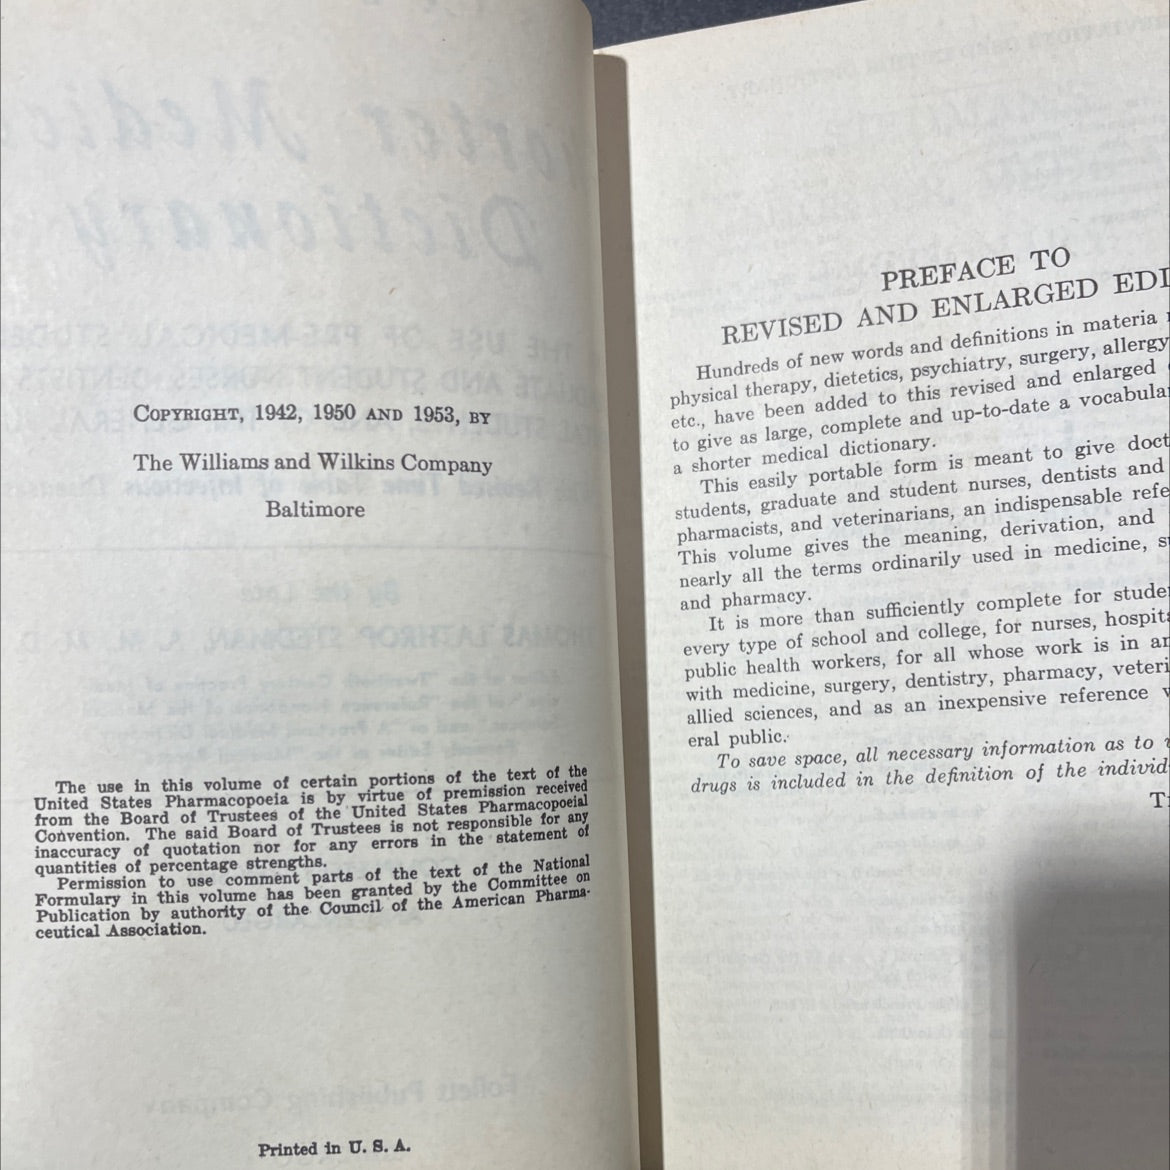 COPYRIGHT, 1942, 1950 AND 1953, BY
The Williams and Wilkins Company
Baltimore
The use in this volume of certain portions of the text of the
United States Pharmacopoeia is by virtue of premission received
from the Board of Trustees of the United States Pharmacopoeial
Convention. The said Board of Trustees is not responsible for any
inaccuracy of quotation nor for any errors in the statement of
quantities of percentage strengths.
Permission to use comment parts of the text of the National
Formulary in this volume has been granted by the Committee on
Publication by authority of the Council of the American Pharma-
ceutical Association.
Printed in U. S. A.
PREFACE TO
REVISED AND ENLARGED EDI
Hundreds of new words and definitions in materia
physical therapy, dietetics, psychiatry, surgery, allergy
etc., have been added to this revised and enlarged
to give as large, complete and up-to-date a vocabular
a shorter medical dictionary.
This easily portable form is meant to give doct
students, graduate and student nurses, dentists and
pharmacists, and veterinarians, an indispensable refe
This volume gives the meaning, derivation, and
nearly all the terms ordinarily used in medicine, s
and pharmacy.
It is more than sufficiently complete for stude
every type of school and college, for nurses, hospita
public health workers, for all whose work is in an
with medicine, surgery, dentistry, pharmacy, veteri
allied sciences, and as an inexpensive reference
eral public.
To save space, all necessary information as to
drugs is included in the definition of the individ